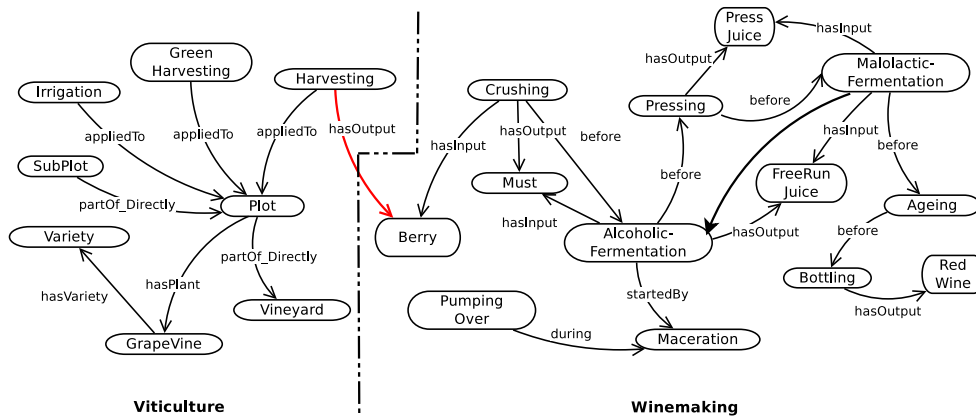 Press
Juice
Green
Harvesting
hasInput
Malolactic-
Fermentation
hasOutput
Harvesting
Irrigation
Crushing
Pressing
before
appliedTo
appliedTo
appliedTo
hasOutput
hasOutput
before
hasInput
before
hasInput
SubPlot
FreeRun
Juice
Must
before
partOf_Directly
Plot
Ageing
hasInput
Variety
Berry
Alcoholic-
Fermentation
before
partOf_Directly
hasOutput
Bottling
Red
Wine
hasPlant
startedBy
hasVariety
Pumping
Over
Vineyard
hasOutput
during
GrapeVine
Maceration
Viticulture
Winemaking